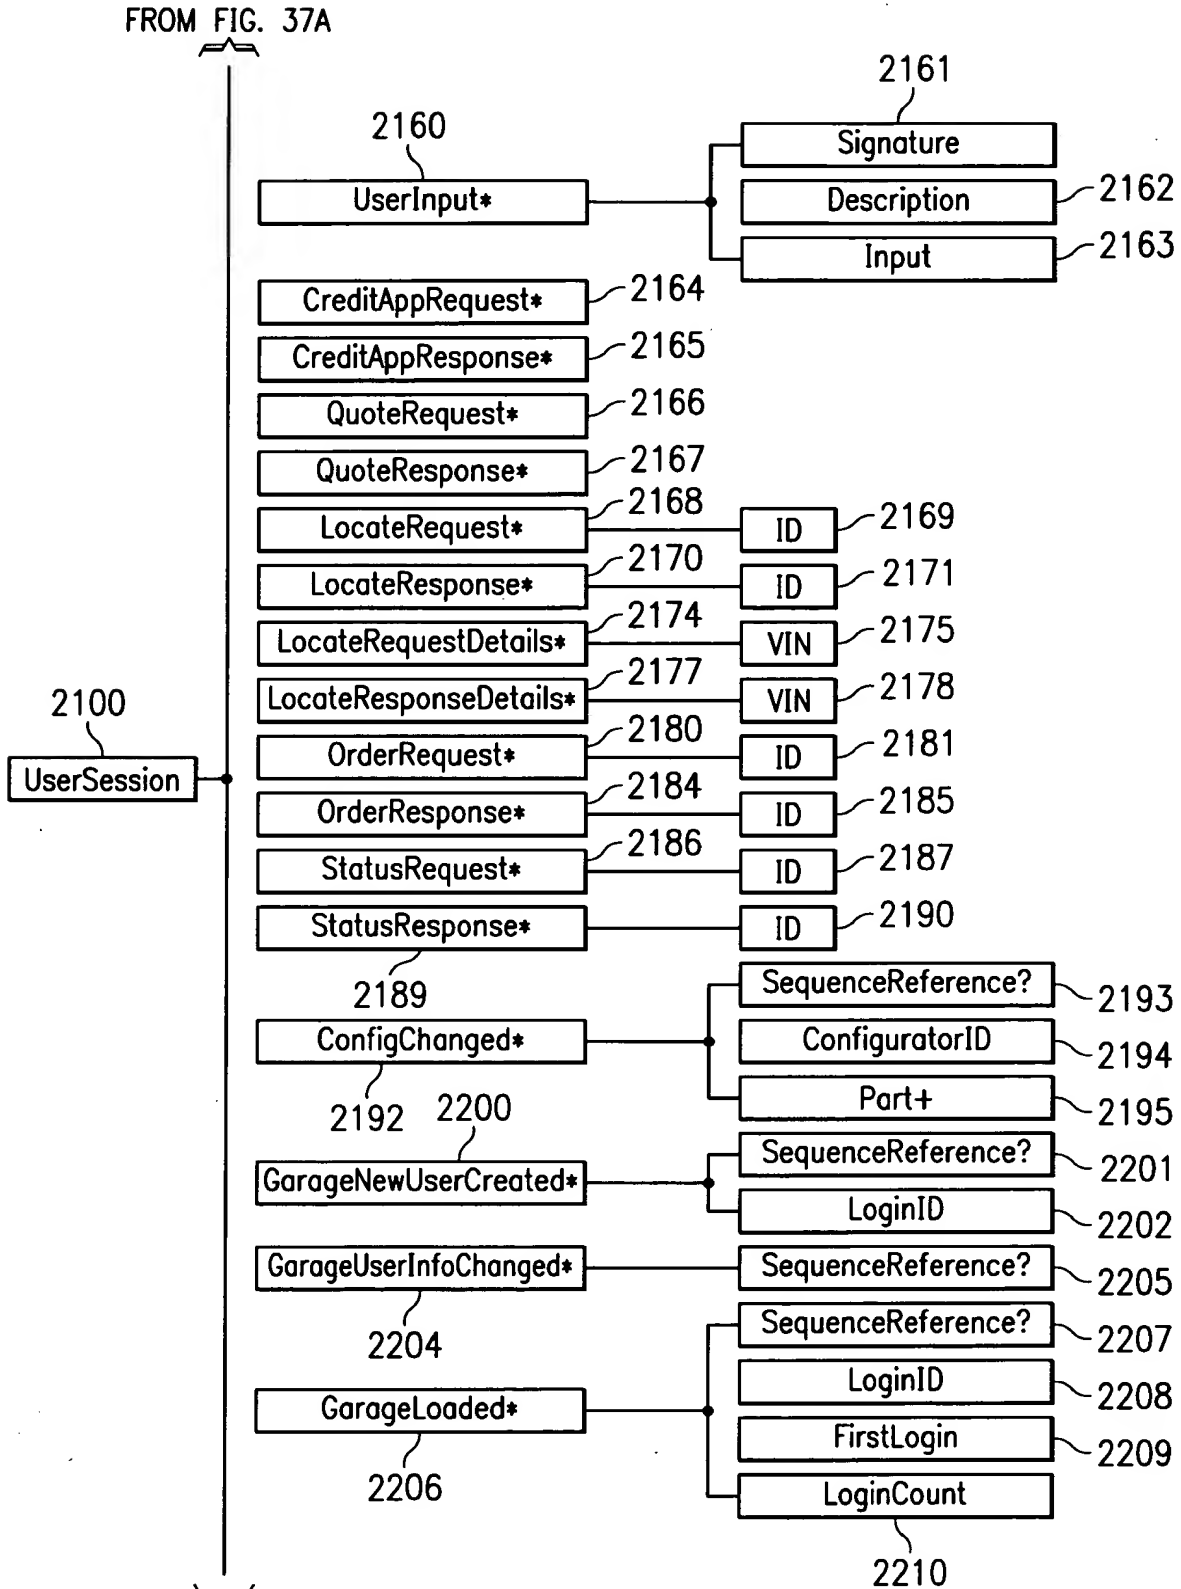 FROM FIG. 37A
2161
2160
Signature
UserInput*
Description
2162
Input
2163
CreditAppRequest*
2164
CreditAppResponse*
2165
QuoteRequest*
2166
QuoteResponse*
2167
LocateRequest*
2168
ID
2169
LocateResponse*
2170
ID
2171
LocateRequestDetails*
2174
VIN
2175
LocateResponseDetails*
2177
VIN
2178
2100
UserSession
OrderRequest*
2180
ID
2181
OrderResponse*
2184
ID
2185
StatusRequest*
2186
ID
2187
StatusResponse*
ID
2190
2189
SequenceReference?
2193
ConfigChanged*
ConfiguratorID
2194
2192
Part+
2195
2200
SequenceReference?
2201
GarageNewUserCreated*
LoginID
2202
GarageUserInfoChanged*
SequenceReference?
2205
2204
SequenceReference?
2207
LoginID
2208
GarageLoaded*
FirstLogin
2209
2206
LoginCount
2210